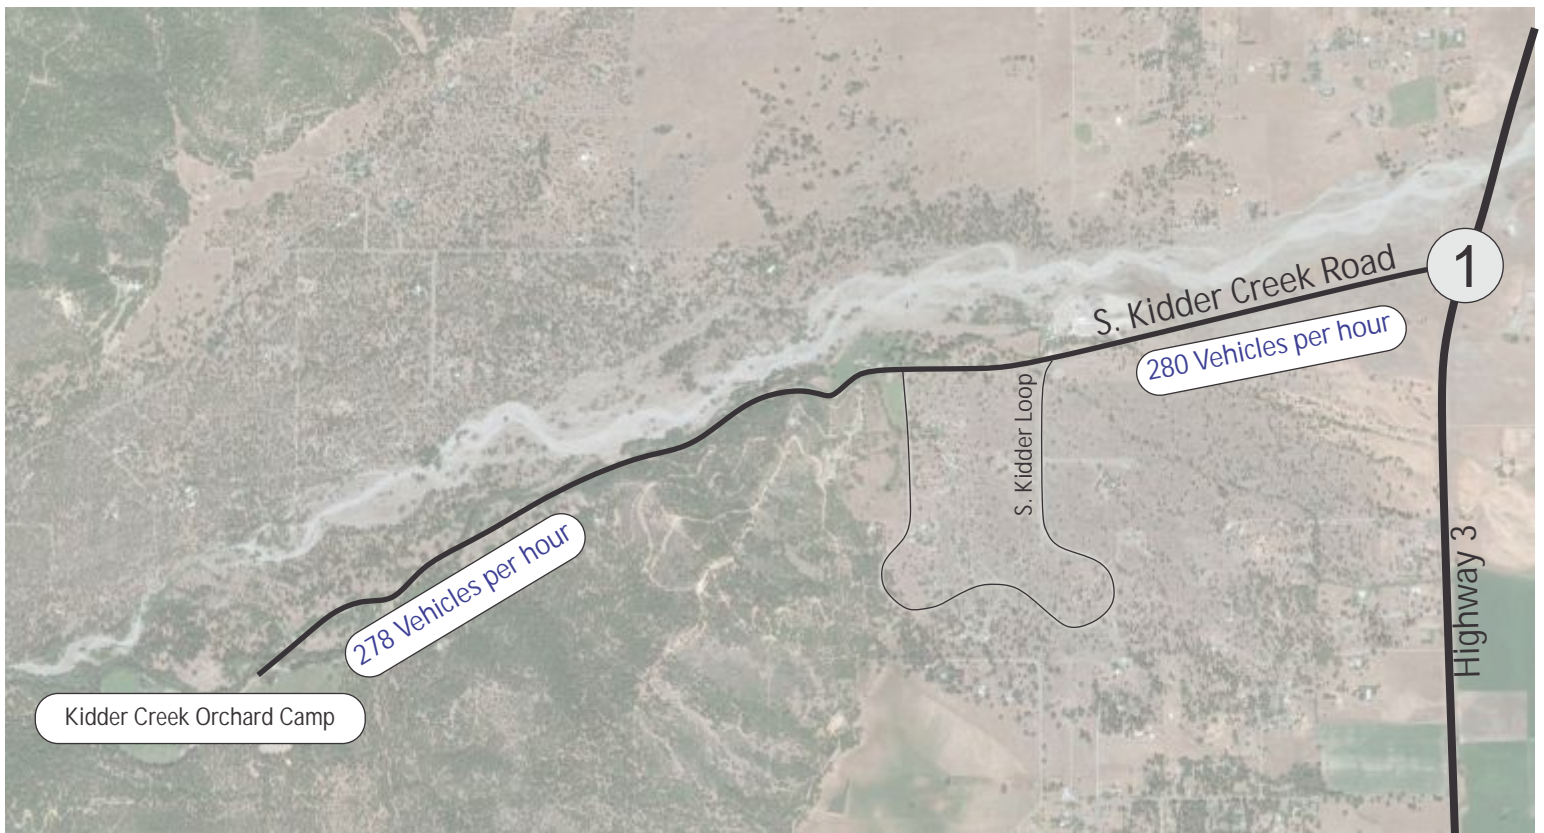 1
S. Kidder Creek Road
280 Vehicles per hour
S. Kidder Loop
278 Vehicles per hour
Highway 3
Kidder Creek Orchard Camp